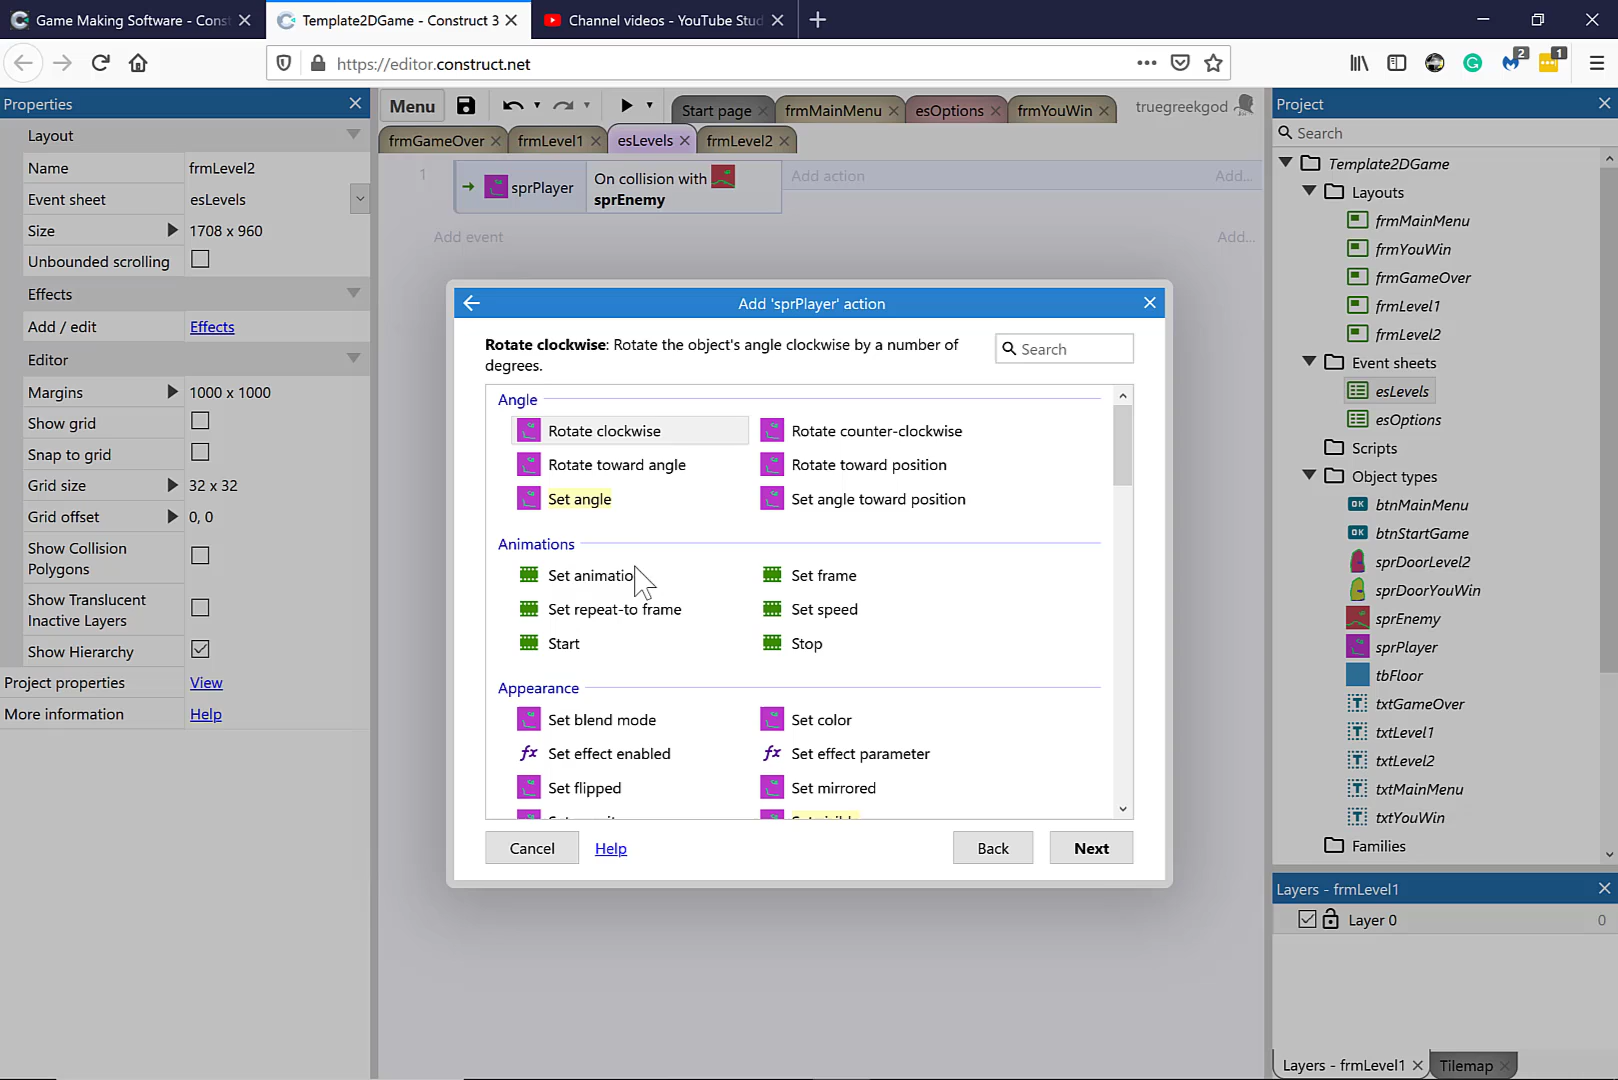 Game Making Software - Const
Template2DGame - Construct 3
Channel videos - YouTube Stud
https://editor.construct.net
2
1
Properties
Layout
Name frmLevel2
Event sheet esLevels
Size 1708 x 960
Unbounded scrolling
Effects
Add / edit Effects
Editor
Margins 1000 x 1000
Show grid
Snap to grid
Grid size 32 x 32
Grid offset 0, 0
Show Collision
Polygons
Show Translucent
Inactive Layers
Show Hierarchy
Project properties View
More information Help
Menu
Start page
frmMainMenu
esOptions
frmYouWin
truegreekgod
frmGameOver
frmLevel1
esLevels
frmLevel2
1
sprPlayer
On collision with
sprEnemy
Add action
Add...
Add event
Add...
Add 'sprPlayer' action
Rotate clockwise: Rotate the object's angle clockwise by a number of
degrees.
Search
Angle
Rotate clockwise
Rotate counter-clockwise
Rotate toward angle
Rotate toward position
Set angle
Set angle toward position
Animations
Set animatio
Set frame
Set repeat-to frame
Set speed
Start
Stop
Appearance
Set blend mode
Set color
Set effect enabled
Set effect parameter
Set flipped
Set mirrored
Cancel
Help
Back
Next
Project
Search
Template2DGame
Layouts
frmMainMenu
frmYouWin
frmGameOver
frmLevel1
frmLevel2
Event sheets
esLevels
esOptions
Scripts
Object types
OK btnMainMenu
OK btnStartGame
sprDoorLevel2
sprDoorYouWin
sprEnemy
sprPlayer
tbFloor
T txtGameOver
T txtLevel1
T txtLevel2
T txtMainMenu
T txtYouWin
Families
Layers - frmLevel1
Layer 0
0
Layers - frmLevel1
Tilemap